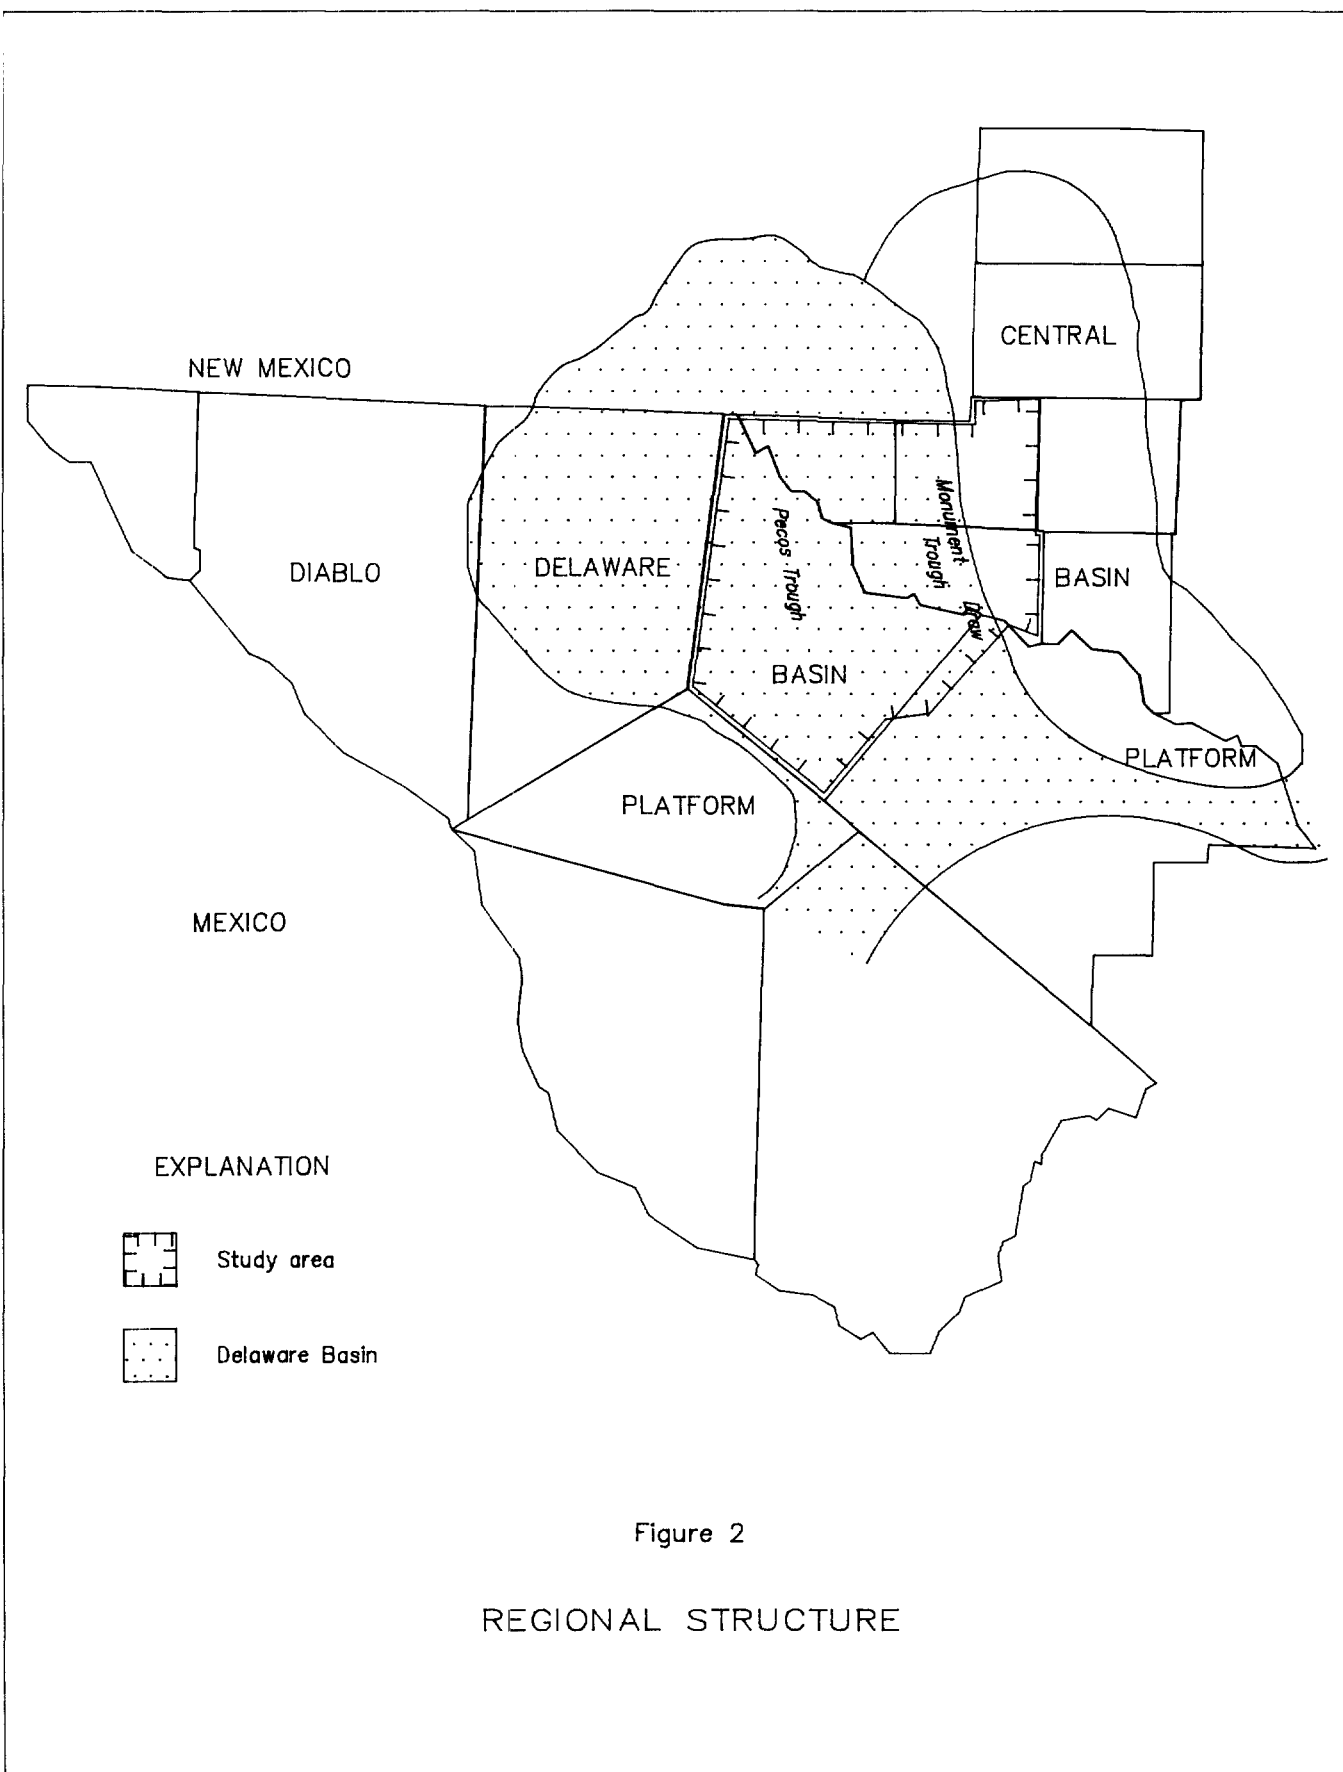 CENTRAL
NEW MEXICO
Monument
Draw
Trough
Pecos Trough
DIABLO
DELAWARE
BASIN
BASIN
PLATFORM
PLATFORM
MEXICO
EXPLANATION
Study area
Delaware Basin
Figure 2
REGIONAL STRUCTURE